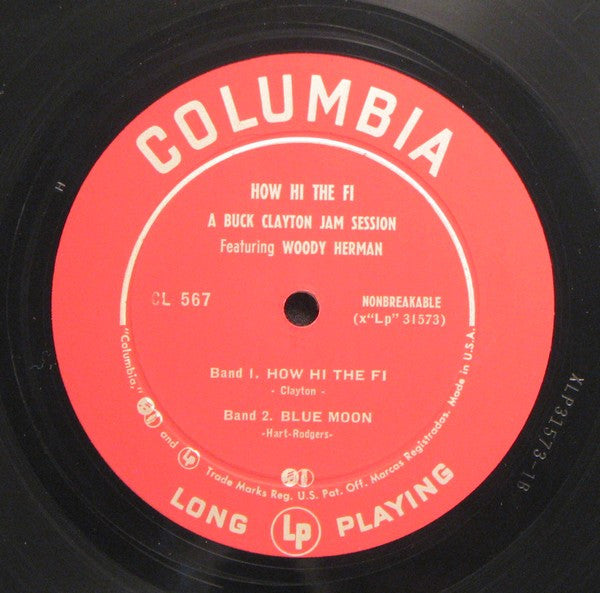 COLUMBIA
HOW HI THE FI
A BUCK CLAYTON JAM SESSION
Featuring WOODY HERMAN
CL 567
NONBREAKABLE
(x"Lp" 31573)
Band 1. HOW HI THE FI
- Clayton -
Band 2. BLUE MOON
-Hart-Rodgers-
"Columbia," and Lp Trade Marks Reg. U.S. Pat. Off. Marcas Registradas. Made in U.S.A.
LONG Lp PLAYING
H
XLP31573-1B